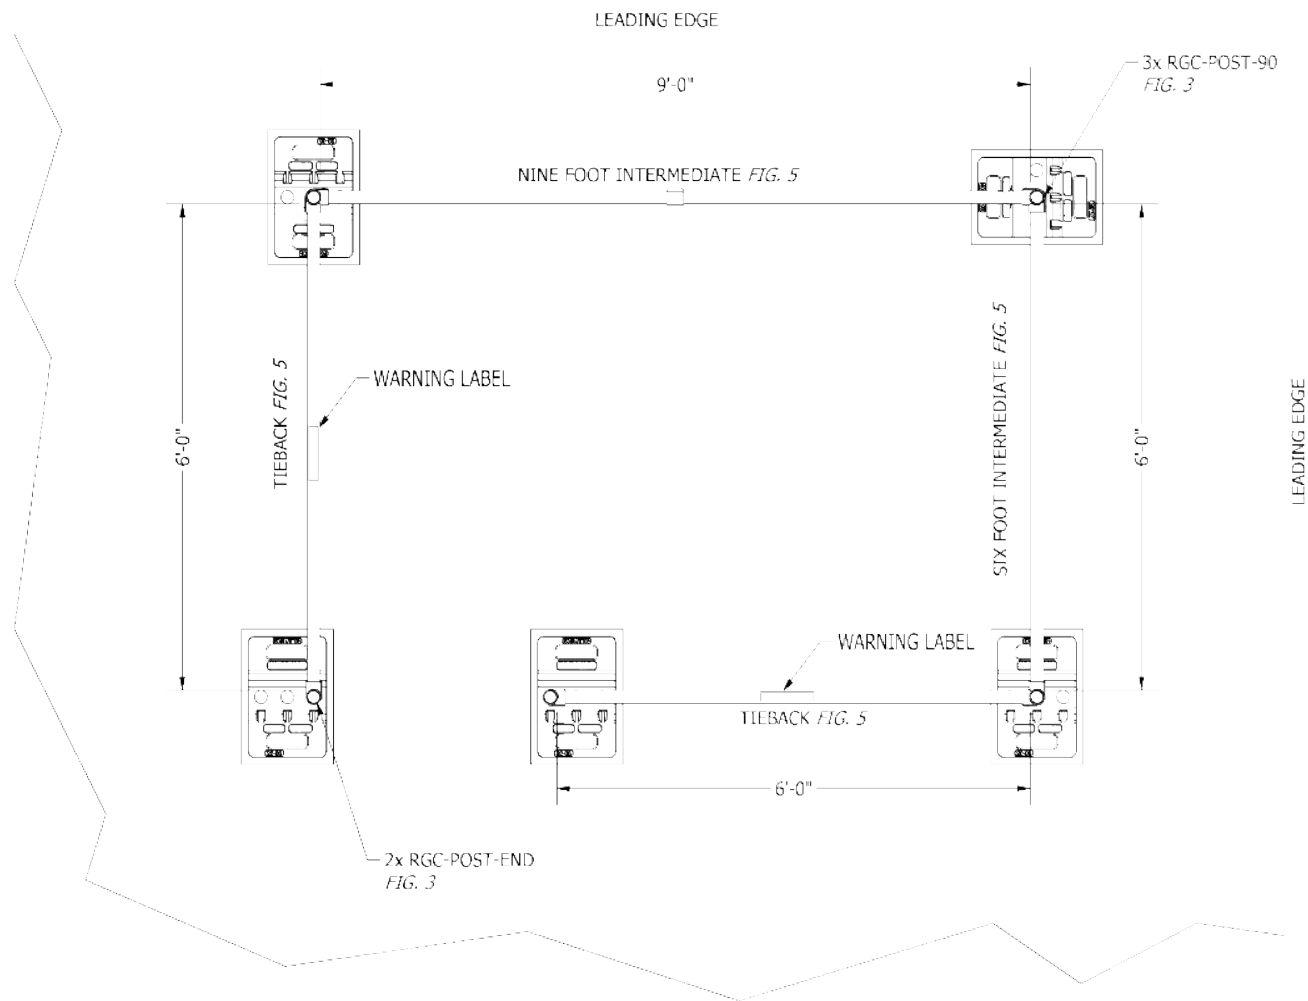 LEADING EDGE
3x RGC-POST-90
FIG. 3
9'-0"
NINE FOOT INTERMEDIATE FIG. 5
WARNING LABEL
TIEBACK FIG. 5
6'-0"
SIX FOOT INTERMEDIATE FIG. 5
6'-0"
LEADING EDGE
WARNING LABEL
TIEBACK FIG. 5
6'-0"
2x RGC-POST-END
FIG. 3